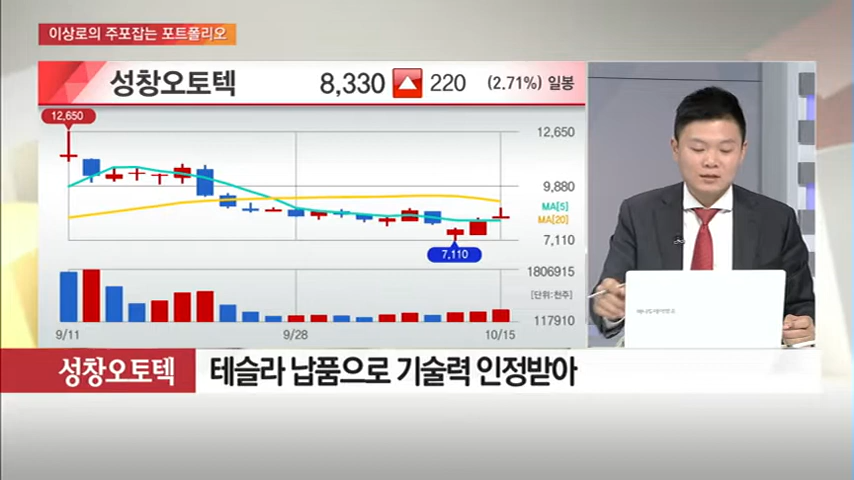 이상로의 주포잡는 포트폴리오
성창오토텍 8,330 220 (2.71%) 일봉
12,650
12,650
9,880
MA[5]
MA[20]
7,110
7,110
1806915
[단위:천주]
117910
9/11 9/28 10/15
성창오토텍 테슬라 납품으로 기술력 인정받아